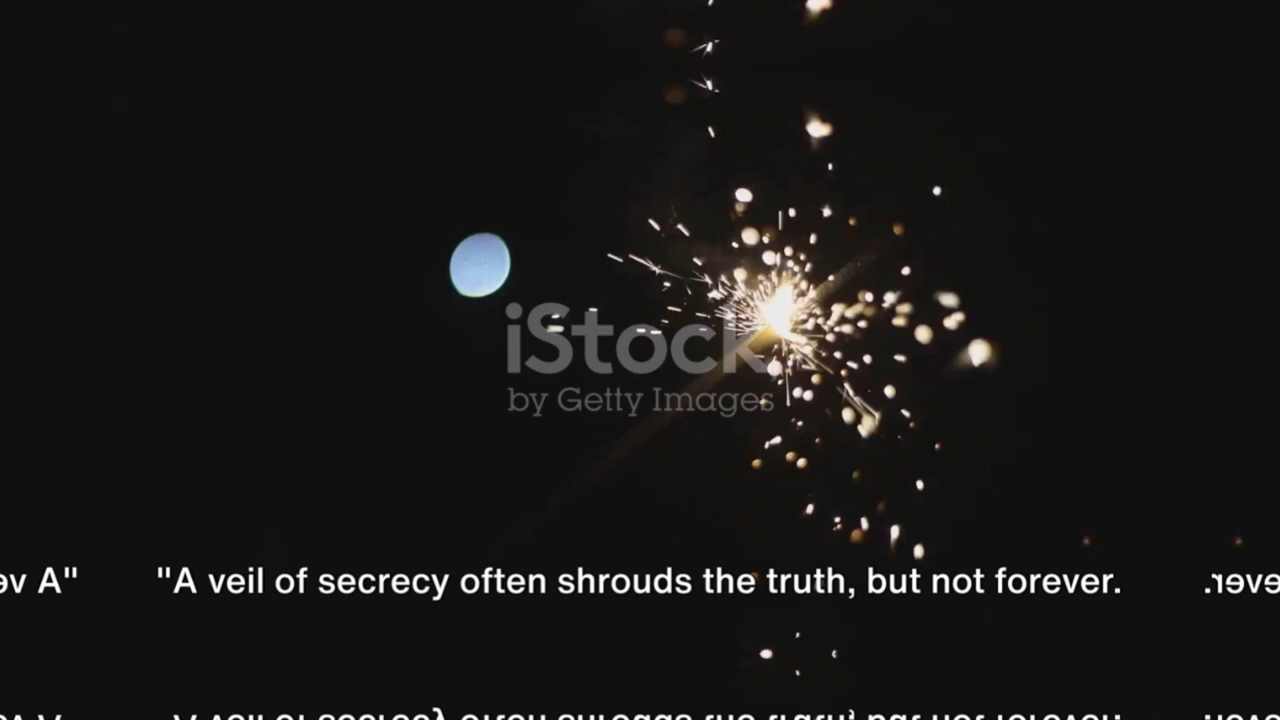 iStock
by Getty Images
"A veil of secrecy often shrouds the truth, but not forever.